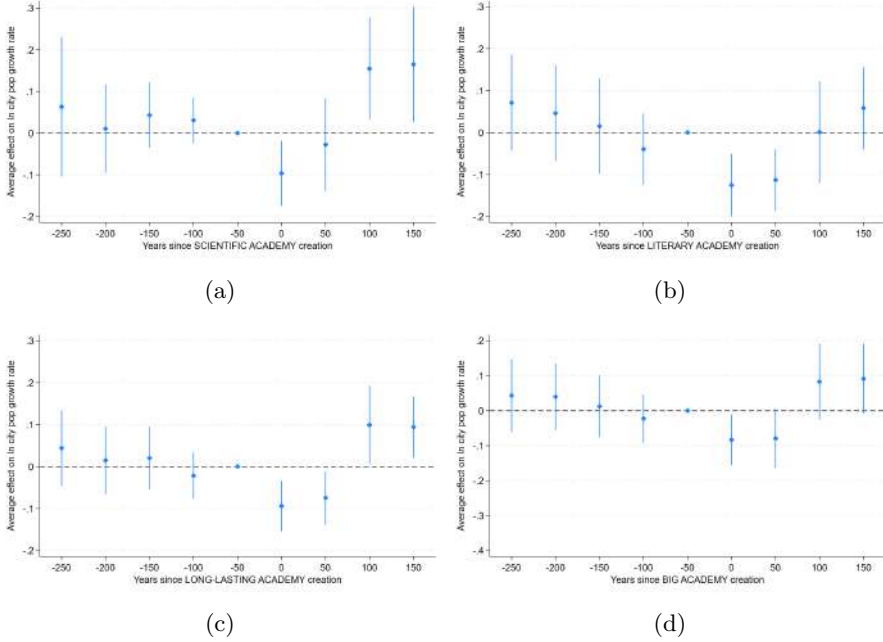 .3
.2
.1
0
-.1
-.2
Average effect on ln city pop growth rate
-250 -200 -150 -100 -50 0 50 100 150
Years since SCIENTIFIC ACADEMY creation
(a)
.3
.2
.1
0
-.1
-.2
Average effect on ln city pop growth rate
-250 -200 -150 -100 -50 0 50 100 150
Years since LITERARY ACADEMY creation
(b)
.3
.2
.1
0
-.1
-.2
Average effect on ln city pop growth rate
-250 -200 -150 -100 -50 0 50 100 150
Years since LONG-LASTING ACADEMY creation
(c)
.2
.1
0
-.1
-.2
-.3
-.4
Average effect on ln city pop growth rate
-250 -200 -150 -100 -50 0 50 100 150
Years since BIG ACADEMY creation
(d)